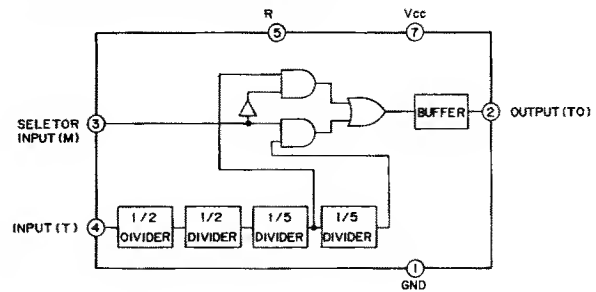 R
Vcc
5
7
SELETOR
INPUT(M)
3
BUFFER
2
OUTPUT(TO)
INPUT(T)
4
1/2
DIVIDER
1/2
DIVIDER
1/5
DIVIDER
1/5
DIVIDER
1
GND